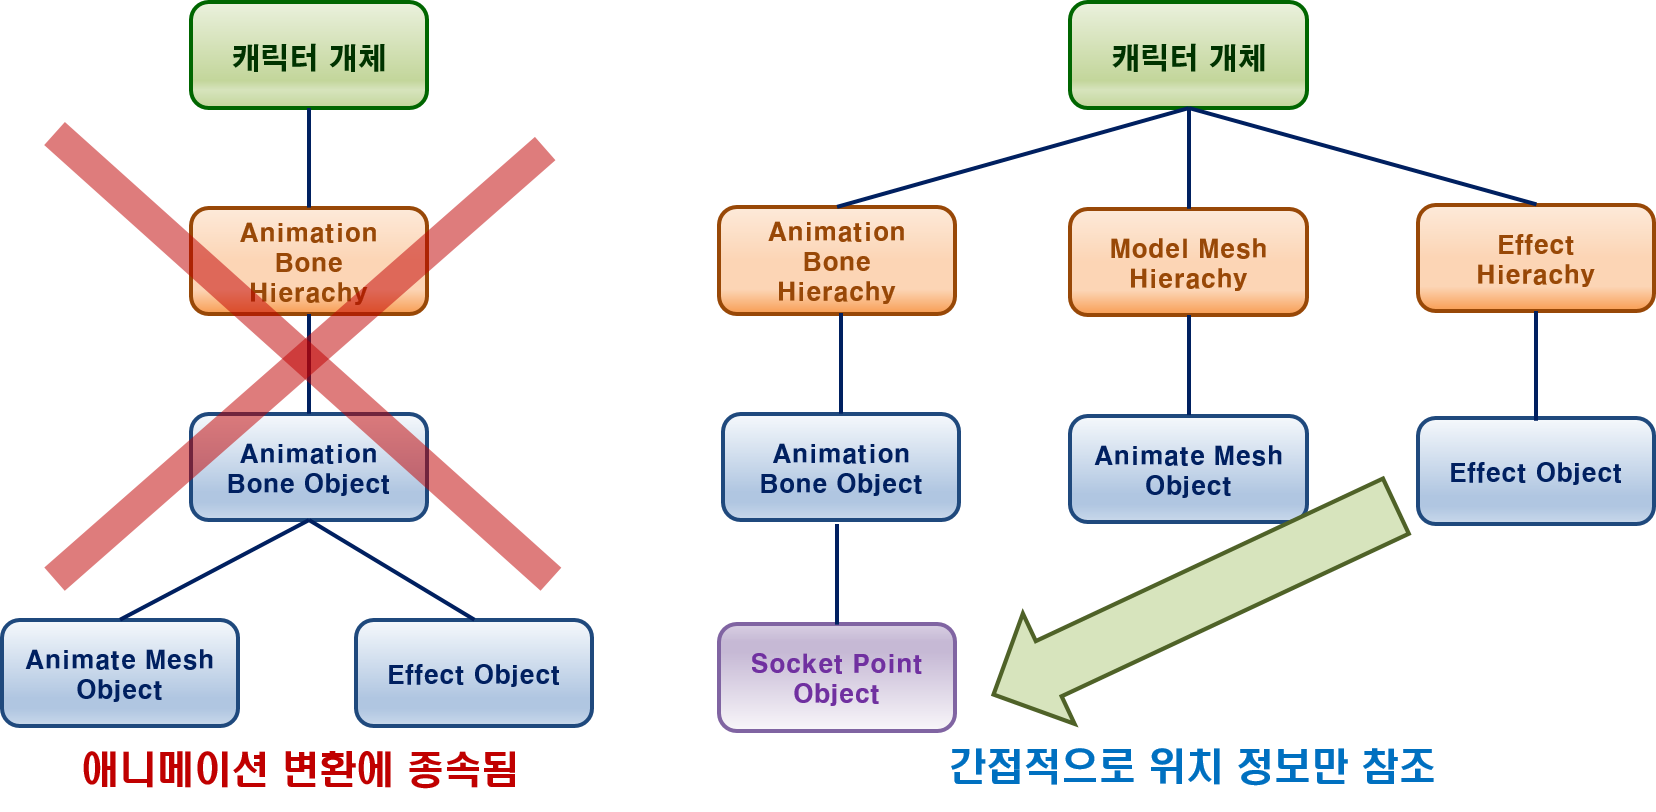 캐릭터 개체
Animation
Bone
Hierachy
Animation
Bone Object
Animate Mesh
Object
Effect Object
애니메이션 변환에 종속됨
캐릭터 개체
Animation
Bone
Hierachy
Model Mesh
Hierachy
Effect
Hierachy
Animation
Bone Object
Animate Mesh
Object
Effect Object
Socket Point
Object
간접적으로 위치 정보만 참조